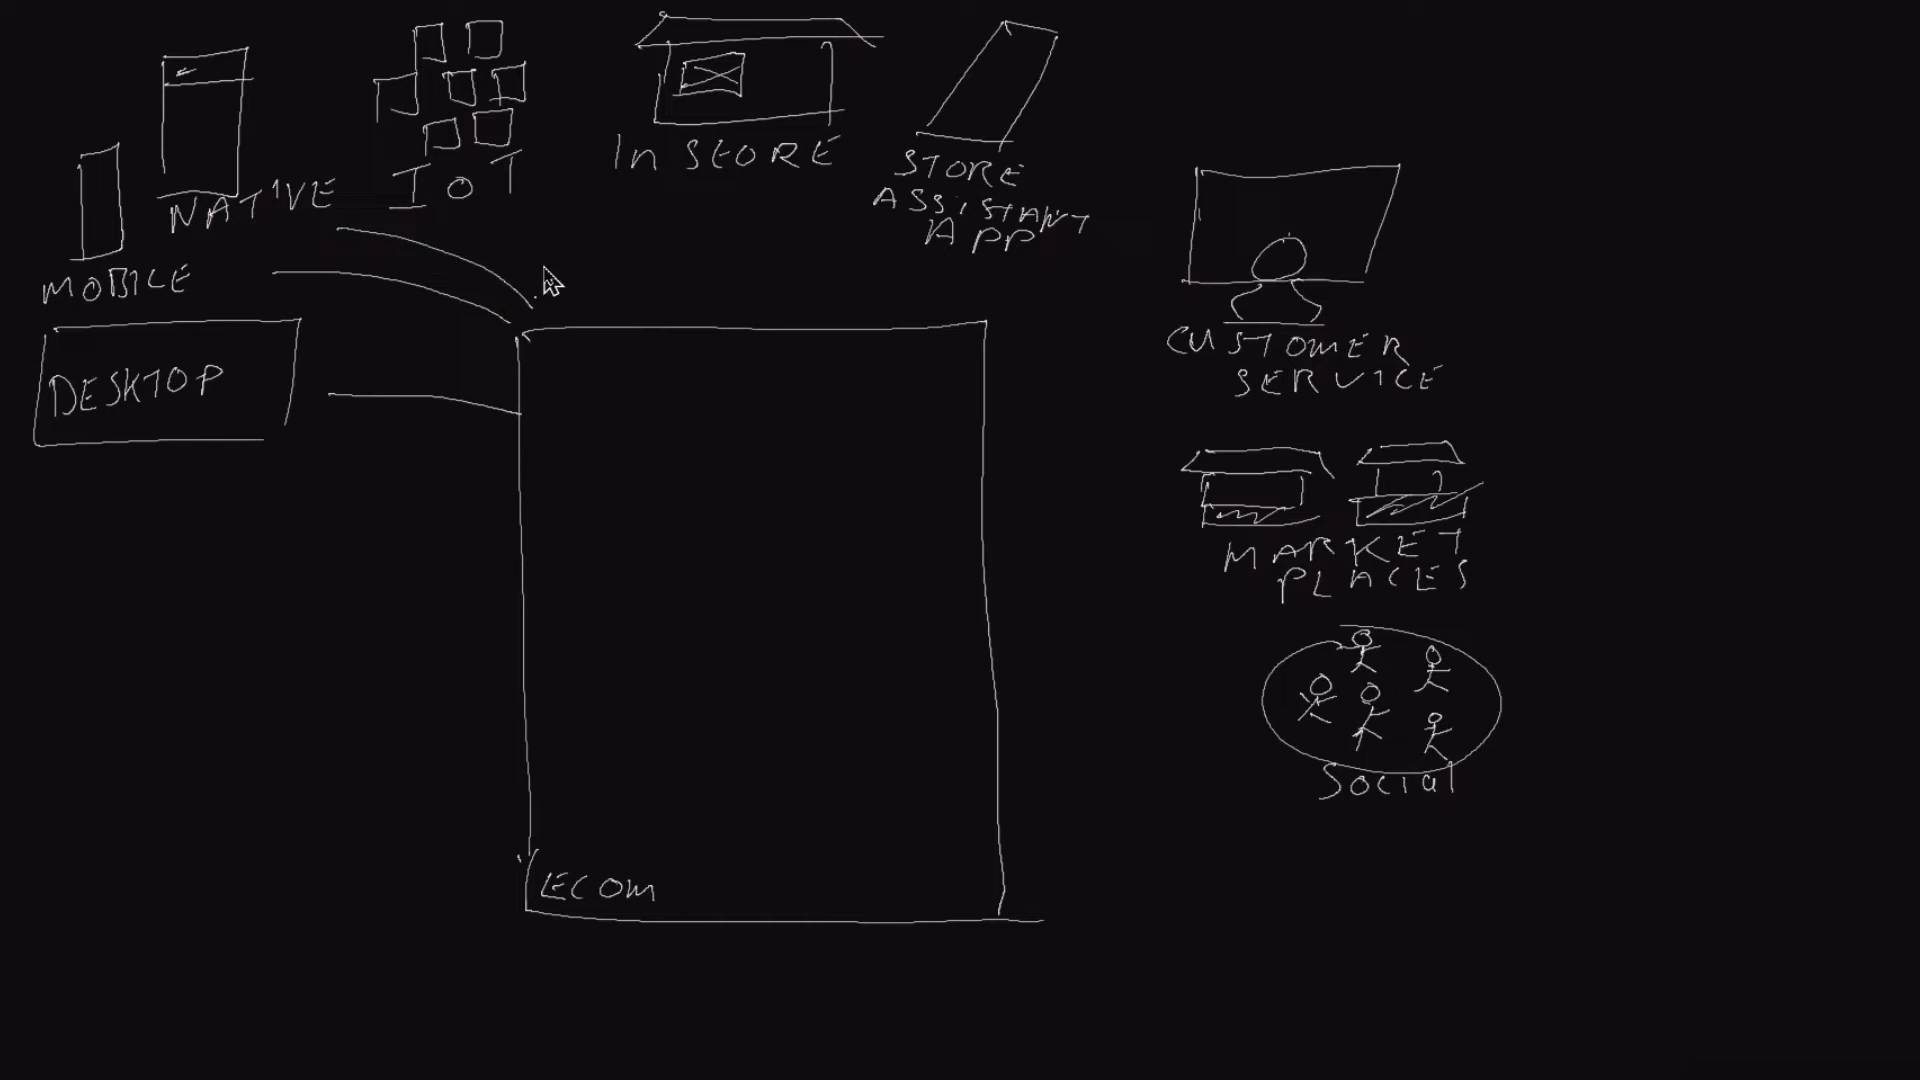 NATIVE
IOT
In STORE
STORE
ASSISTANT
APP
MOBILE
DESKTOP
CUSTOMER
SERVICE
MARKET
PLACES
Social
ECOM